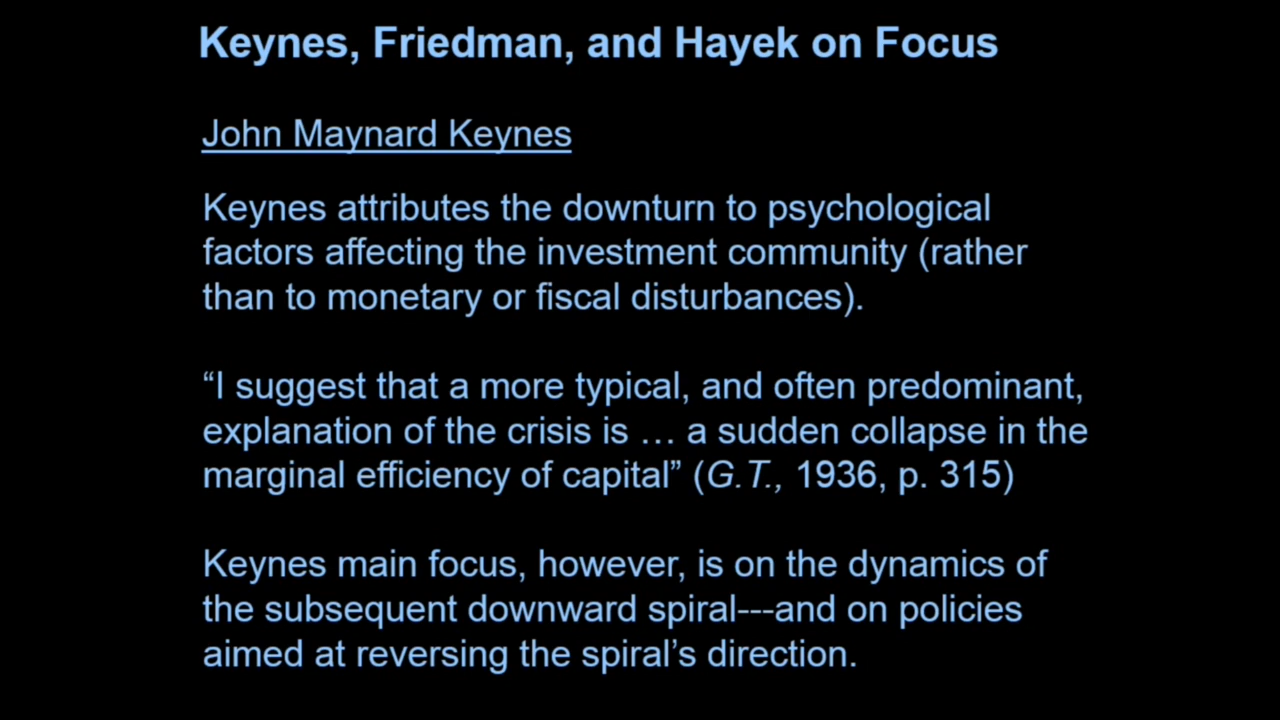 Keynes, Friedman, and Hayek on Focus
John Maynard Keynes
Keynes attributes the downturn to psychological
factors affecting the investment community (rather
than to monetary or fiscal disturbances).
“I suggest that a more typical, and often predominant,
explanation of the crisis is … a sudden collapse in the
marginal efficiency of capital” (G.T., 1936, p. 315)
Keynes main focus, however, is on the dynamics of
the subsequent downward spiral---and on policies
aimed at reversing the spiral’s direction.